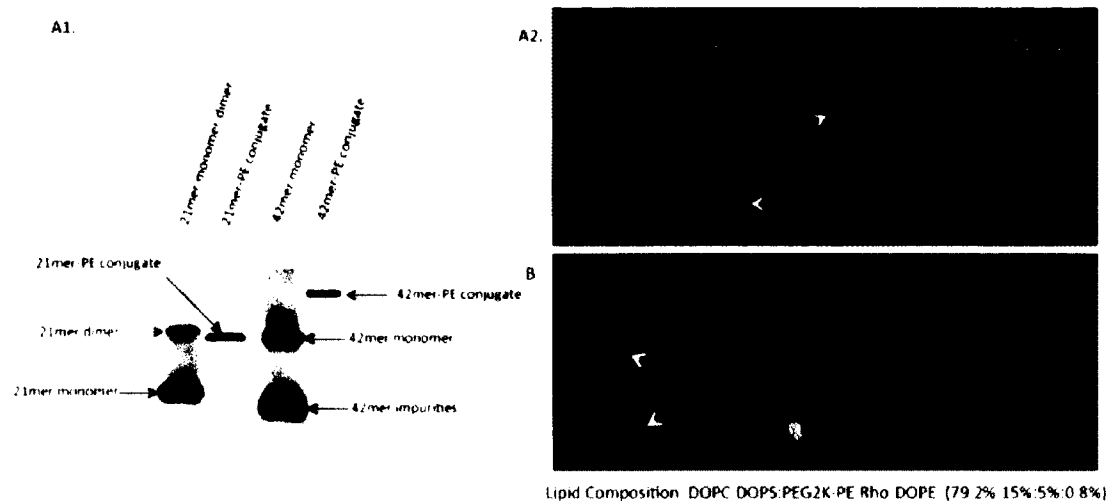 A1.
A2.
21mer monomer dimer
21mer-PE conjugate
42mer monomer
42mer-PE conjugate
21mer-PE conjugate
42mer-PE conjugate
21mer dimer
42mer monomer
21mer monomer
42mer impurities
B
Lipid Composition DOPC DOPS:PEG2K-PE Rho DOPE (79 2% 15%:5%:0 8%)